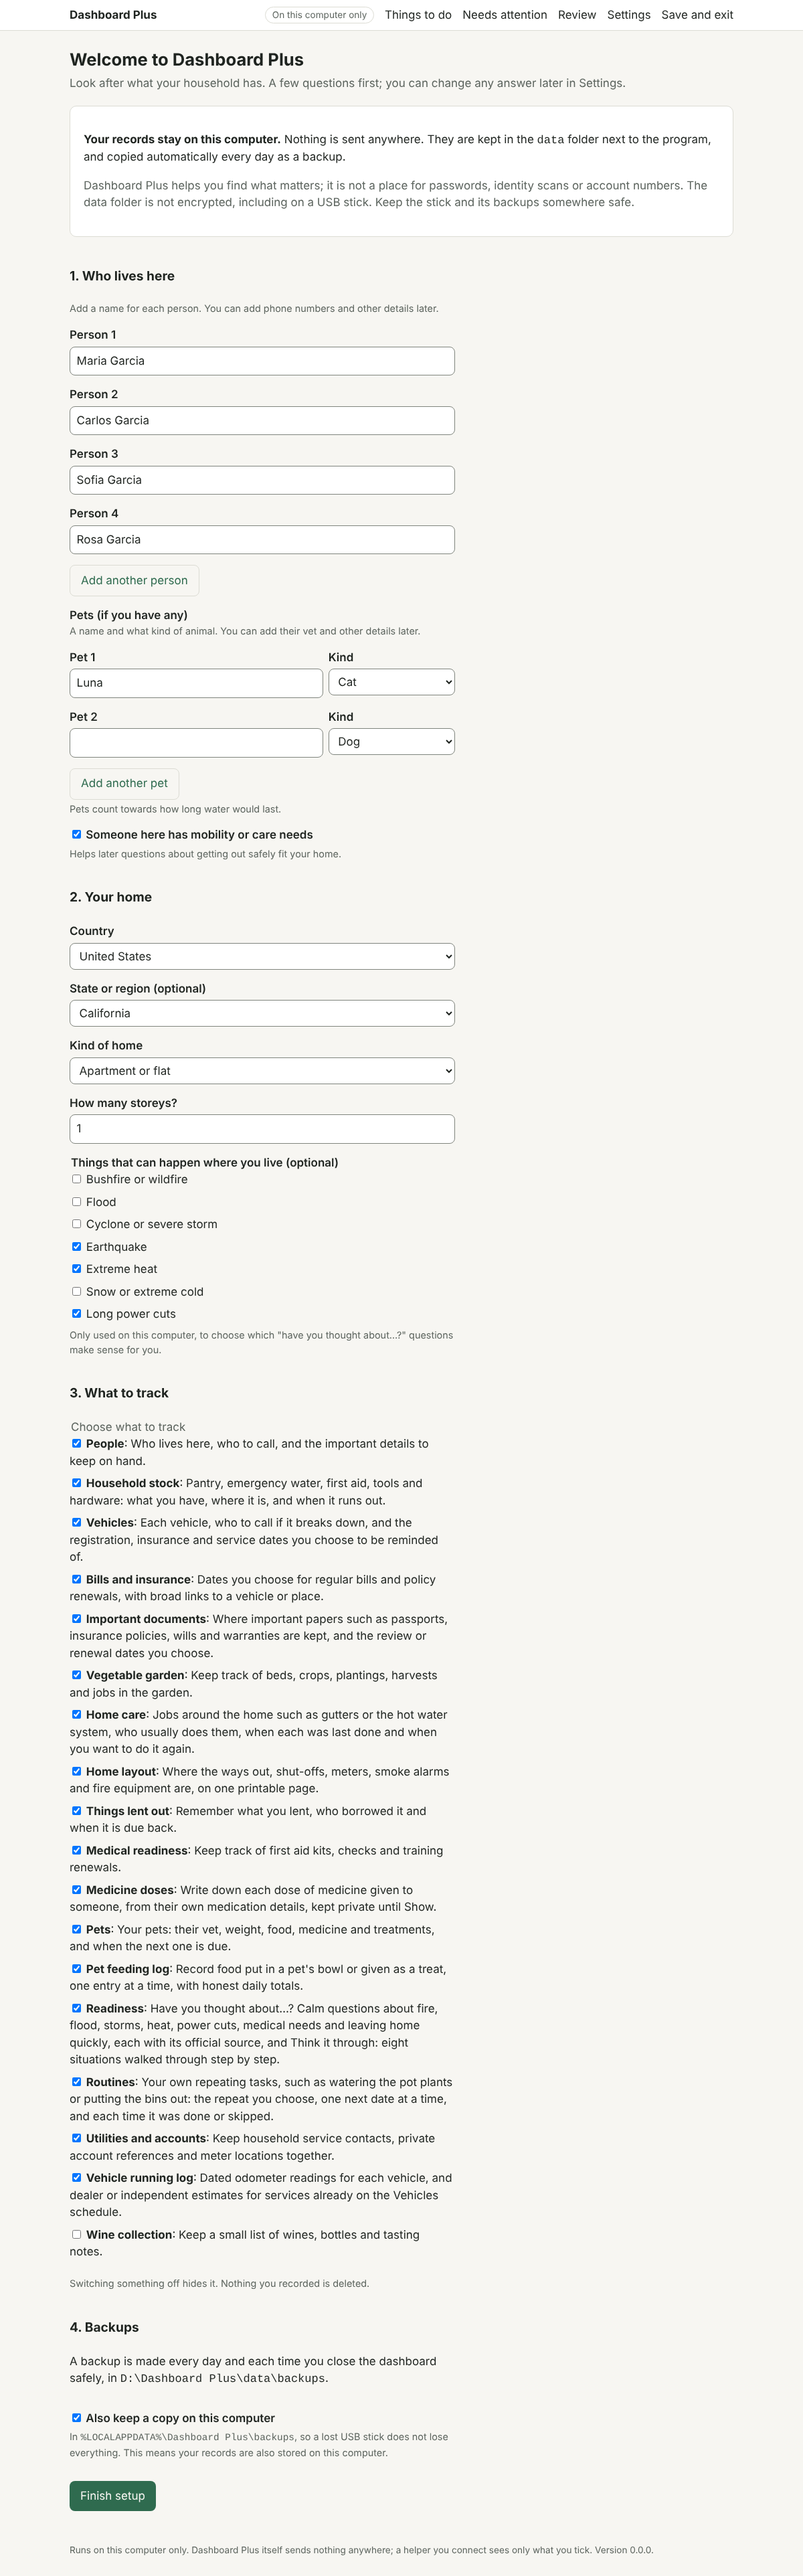 Dashboard Plus
On this computer only
Things to do
Needs attention
Review
Settings
Save and exit
Welcome to Dashboard Plus
Look after what your household has. A few questions first; you can change any answer later in Settings.
Your records stay on this computer. Nothing is sent anywhere. They are kept in the data folder next to the program,
and copied automatically every day as a backup.
Dashboard Plus helps you find what matters; it is not a place for passwords, identity scans or account numbers. The
data folder is not encrypted, including on a USB stick. Keep the stick and its backups somewhere safe.
1. Who lives here
Add a name for each person. You can add phone numbers and other details later.
Person 1
Maria Garcia
Person 2
Carlos Garcia
Person 3
Sofia Garcia
Person 4
Rosa Garcia
Add another person
Pets (if you have any)
A name and what kind of animal. You can add their vet and other details later.
Pet 1
Kind
Luna
Cat
Pet 2
Kind
Dog
Add another pet
Pets count towards how long water would last.
Someone here has mobility or care needs
Helps later questions about getting out safely fit your home.
2. Your home
Country
United States
State or region (optional)
California
Kind of home
Apartment or flat
How many storeys?
1
Things that can happen where you live (optional)
Bushfire or wildfire
Flood
Cyclone or severe storm
Earthquake
Extreme heat
Snow or extreme cold
Long power cuts
Only used on this computer, to choose which "have you thought about...?" questions
make sense for you.
3. What to track
Choose what to track
People: Who lives here, who to call, and the important details to
keep on hand.
Household stock: Pantry, emergency water, first aid, tools and
hardware: what you have, where it is, and when it runs out.
Vehicles: Each vehicle, who to call if it breaks down, and the
registration, insurance and service dates you choose to be reminded
of.
Bills and insurance: Dates you choose for regular bills and policy
renewals, with broad links to a vehicle or place.
Important documents: Where important papers such as passports,
insurance policies, wills and warranties are kept, and the review or
renewal dates you choose.
Vegetable garden: Keep track of beds, crops, plantings, harvests
and jobs in the garden.
Home care: Jobs around the home such as gutters or the hot water
system, who usually does them, when each was last done and when
you want to do it again.
Home layout: Where the ways out, shut-offs, meters, smoke alarms
and fire equipment are, on one printable page.
Things lent out: Remember what you lent, who borrowed it and
when it is due back.
Medical readiness: Keep track of first aid kits, checks and training
renewals.
Medicine doses: Write down each dose of medicine given to
someone, from their own medication details, kept private until Show.
Pets: Your pets: their vet, weight, food, medicine and treatments,
and when the next one is due.
Pet feeding log: Record food put in a pet's bowl or given as a treat,
one entry at a time, with honest daily totals.
Readiness: Have you thought about...? Calm questions about fire,
flood, storms, heat, power cuts, medical needs and leaving home
quickly, each with its official source, and Think it through: eight
situations walked through step by step.
Routines: Your own repeating tasks, such as watering the pot plants
or putting the bins out: the repeat you choose, one next date at a time,
and each time it was done or skipped.
Utilities and accounts: Keep household service contacts, private
account references and meter locations together.
Vehicle running log: Dated odometer readings for each vehicle, and
dealer or independent estimates for services already on the Vehicles
schedule.
Wine collection: Keep a small list of wines, bottles and tasting
notes.
Switching something off hides it. Nothing you recorded is deleted.
4. Backups
A backup is made every day and each time you close the dashboard
safely, in D:\Dashboard Plus\data\backups.
Also keep a copy on this computer
In %LOCALAPPDATA%\Dashboard Plus\backups, so a lost USB stick does not lose
everything. This means your records are also stored on this computer.
Finish setup
Runs on this computer only. Dashboard Plus itself sends nothing anywhere; a helper you connect sees only what you tick. Version 0.0.0.